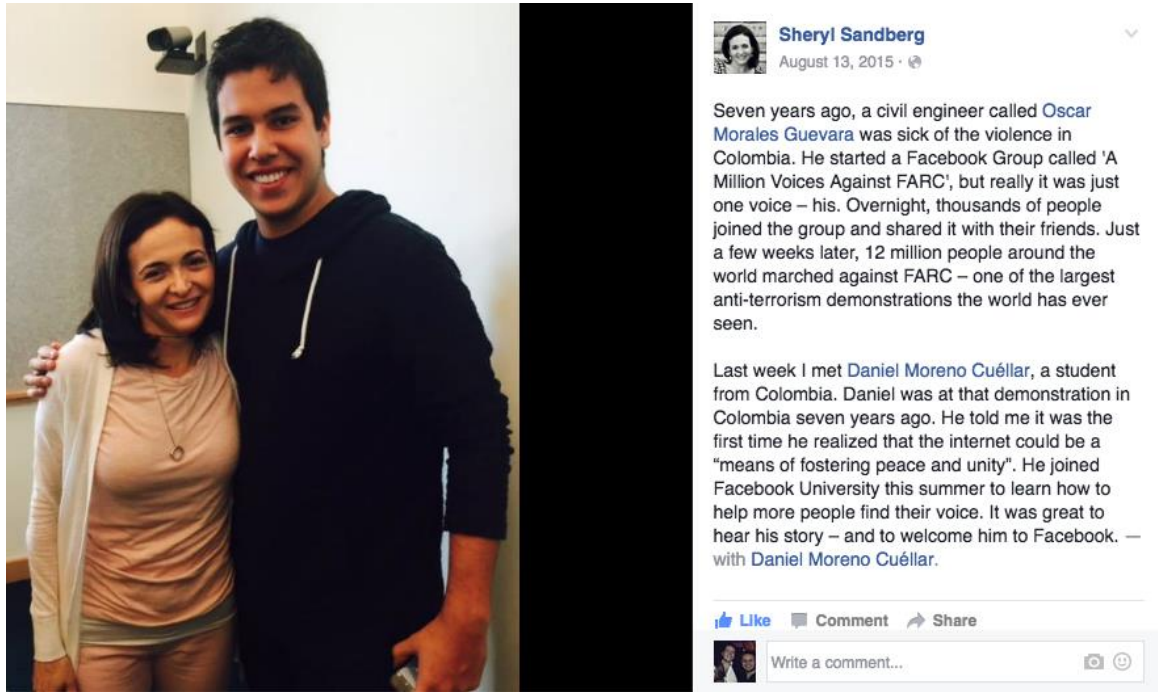 Sheryl Sandberg
August 13, 2015 ·
Seven years ago, a civil engineer called Oscar
Morales Guevara was sick of the violence in
Colombia. He started a Facebook Group called 'A
Million Voices Against FARC', but really it was just
one voice – his. Overnight, thousands of people
joined the group and shared it with their friends. Just
a few weeks later, 12 million people around the
world marched against FARC – one of the largest
anti-terrorism demonstrations the world has ever
seen.
Last week I met Daniel Moreno Cuéllar, a student
from Colombia. Daniel was at that demonstration in
Colombia seven years ago. He told me it was the
first time he realized that the internet could be a
“means of fostering peace and unity". He joined
Facebook University this summer to learn how to
help more people find their voice. It was great to
hear his story – and to welcome him to Facebook. —
with Daniel Moreno Cuéllar.
Like Comment Share
Write a comment...